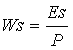 Ws = Es/P